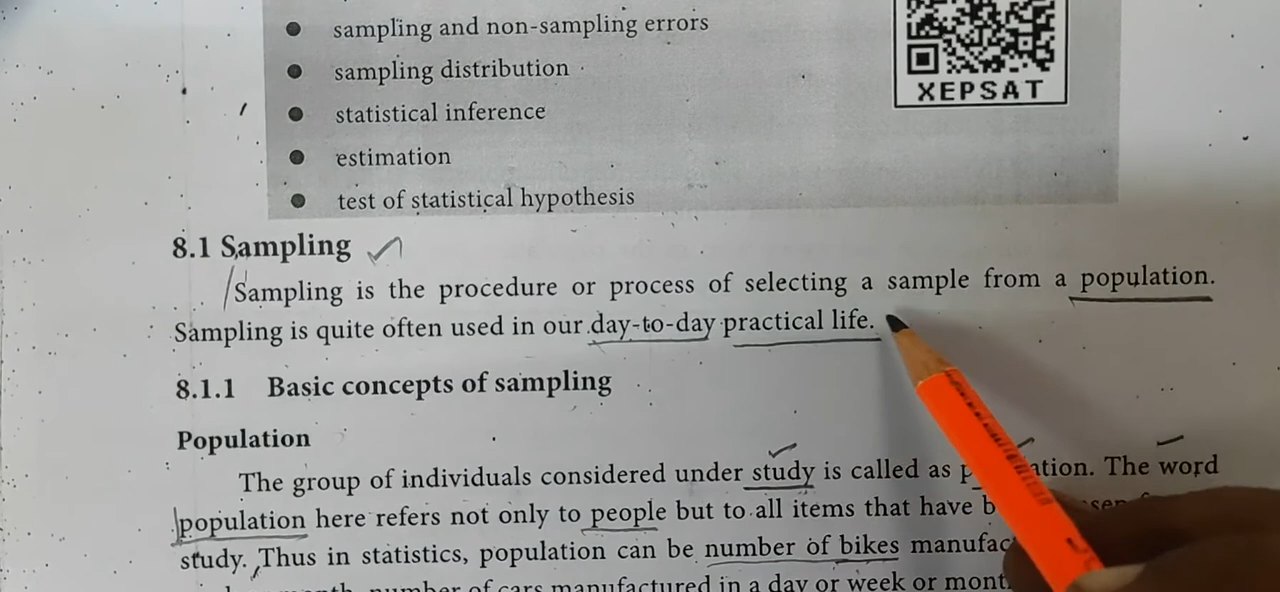 sampling and non-sampling errors
sampling distribution
statistical inference
estimation
test of statistical hypothesis
XEPSAT
8.1 Sampling
Sampling is the procedure or process of selecting a sample from a population.
Sampling is quite often used in our day-to-day practical life.
8.1.1 Basic concepts of sampling
Population
The group of individuals considered under study is called as The word
population here refers not only to people but to all items that have
study. Thus in statistics, population can be number of bikes
number of cars manufactured in a day or week or